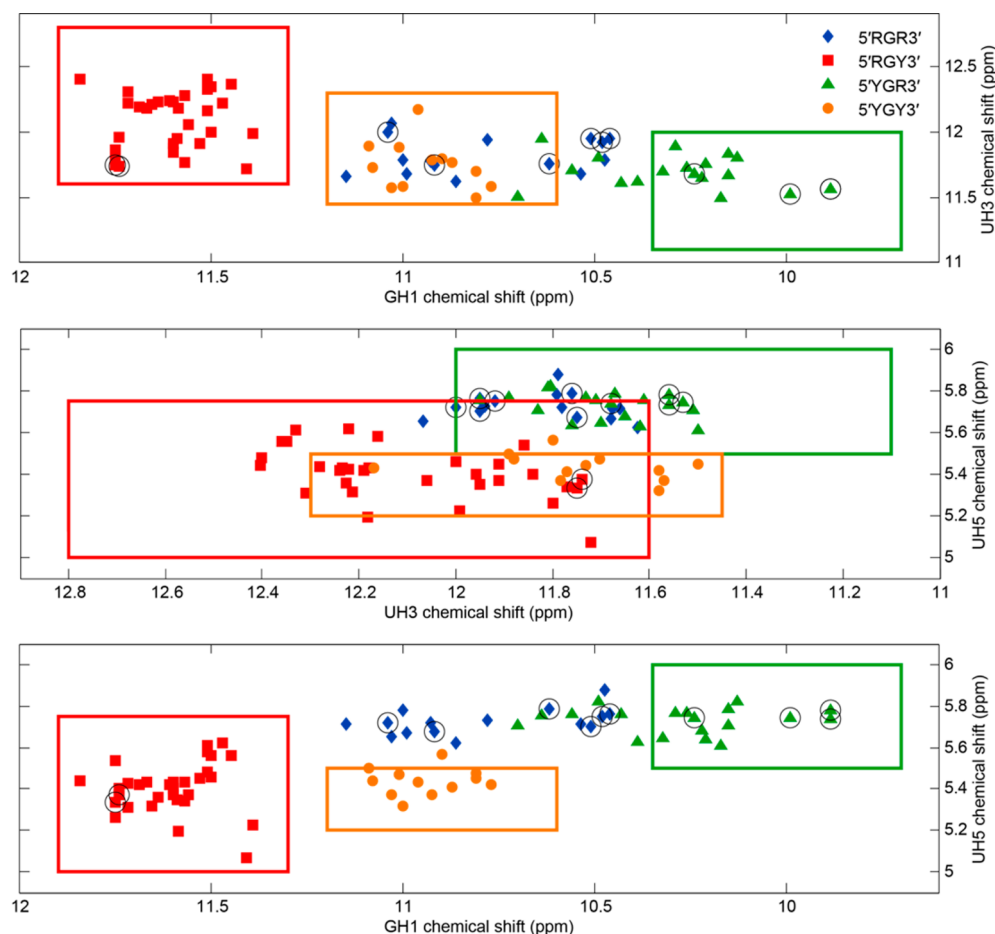 5′RGR3′
5′RGY3′
5′YGR3′
5′YGY3′
12.5
12
11.5
11
UH3 chemical shift (ppm)
12 11.5 11 10.5 10
GH1 chemical shift (ppm)
6
5.8
5.6
5.4
5.2
5
UH5 chemical shift (ppm)
12.8 12.6 12.4 12.2 12 11.8 11.6 11.4 11.2 11
UH3 chemical shift (ppm)
6
5.8
5.6
5.4
5.2
5
UH5 chemical shift (ppm)
12 11.5 11 10.5 10
GH1 chemical shift (ppm)